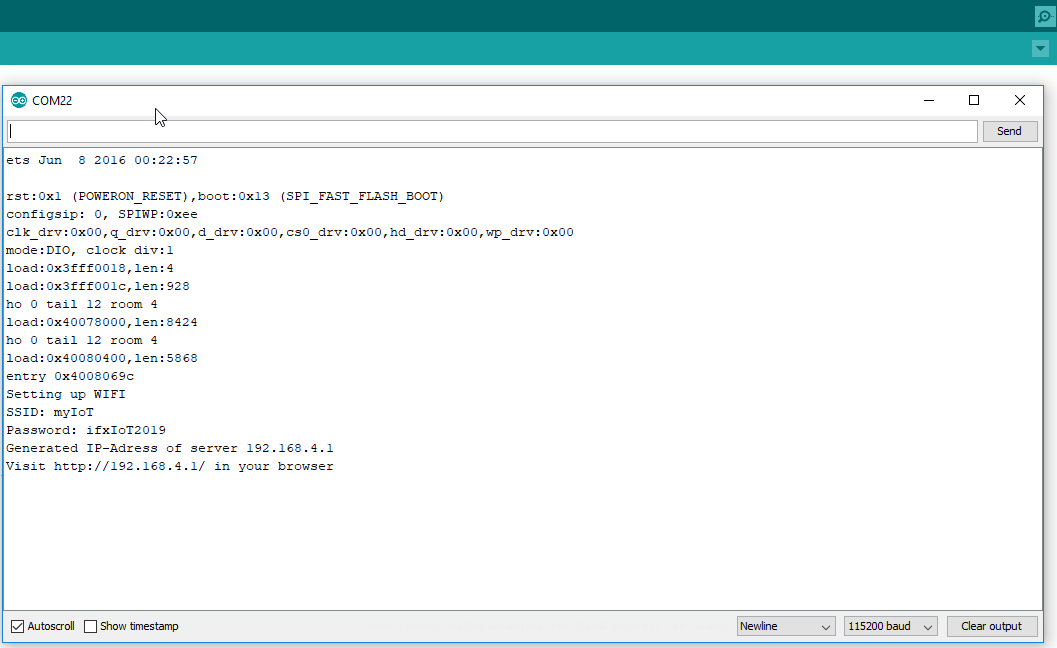 COM22
Send
ets Jun  8 2016 00:22:57
rst:0x1 (POWERON_RESET),boot:0x13 (SPI_FAST_FLASH_BOOT)
configsip: 0, SPIWP:0xee
clk_drv:0x00,q_drv:0x00,d_drv:0x00,cs0_drv:0x00,hd_drv:0x00,wp_drv:0x00
mode:DIO, clock div:1
load:0x3fff0018,len:4
load:0x3fff001c,len:928
ho 0 tail 12 room 4
load:0x40078000,len:8424
ho 0 tail 12 room 4
load:0x40080400,len:5868
entry 0x4008069c
Setting up WIFI
SSID: myIoT
Password: ifxIoT2019
Generated IP-Adress of server 192.168.4.1
Visit http://192.168.4.1/ in your browser
Autoscroll Show timestamp Newline 115200 baud Clear output